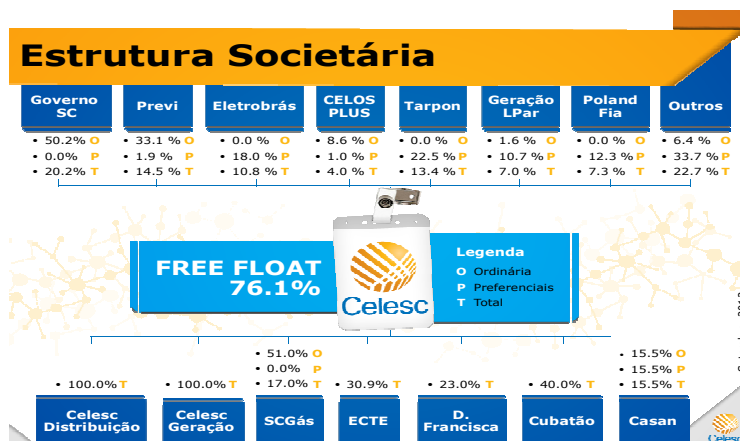 Estrutura Societária
Governo SC
Previ
Eletrobrás
CELOS PLUS
Tarpon
Geração LPar
Poland Fia
Outros
• 50.2% O
• 0.0% P
• 20.2% T
• 33.1 % O
• 1.9 % P
• 14.5 % T
• 0.0 % O
• 18.0 % P
• 10.8 % T
• 8.6 % O
• 1.0 % P
• 4.0 % T
• 0.0 % O
• 22.5 % P
• 13.4 % T
• 1.6 % O
• 10.7 % P
• 7.0 % T
• 0.0 % O
• 12.3 % P
• 7.3 % T
• 6.4 % O
• 33.7 % P
• 22.7 % T
FREE FLOAT
76.1%
Celesc
Legenda
O Ordinária
P Preferenciais
T Total
• 100.0% T
• 100.0% T
• 51.0% O
• 0.0% P
• 17.0% T
• 30.9% T
• 23.0% T
• 40.0% T
• 15.5% O
• 15.5% P
• 15.5% T
Celesc
Distribuição
Celesc
Geração
SCGás
ECTE
D.
Francisca
Cubatão
Casan
Celesc